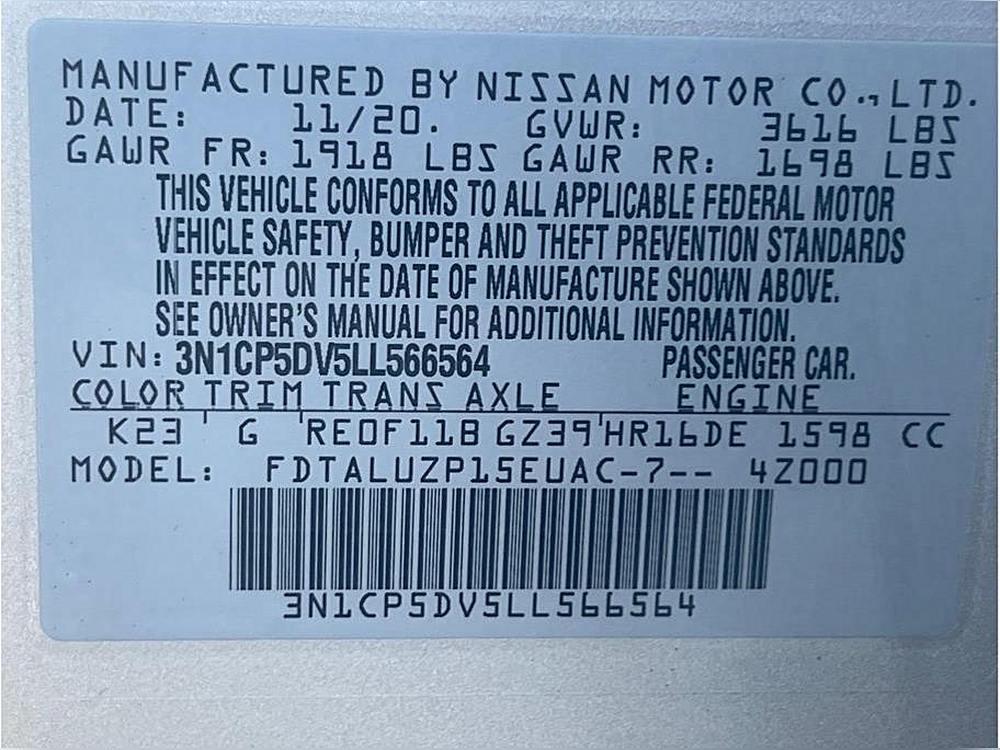 MANUFACTURED BY NISSAN MOTOR CO., LTD.
DATE: 11/20. GVWR: 3616 LBS
GAWR FR: 1918 LBS GAWR RR: 1698 LBS
THIS VEHICLE CONFORMS TO ALL APPLICABLE FEDERAL MOTOR
VEHICLE SAFETY, BUMPER AND THEFT PREVENTION STANDARDS
IN EFFECT ON THE DATE OF MANUFACTURE SHOWN ABOVE.
SEE OWNER'S MANUAL FOR ADDITIONAL INFORMATION.
VIN: 3N1CP5DV5LL566564 PASSENGER CAR.
COLOR TRIM TRANS AXLE ENGINE
K23 G RE0F11B GZ39 HR16DE 1598 CC
MODEL: FDTALUZP15EUAC-7-- 4Z000
3N1CP5DV5LL566564